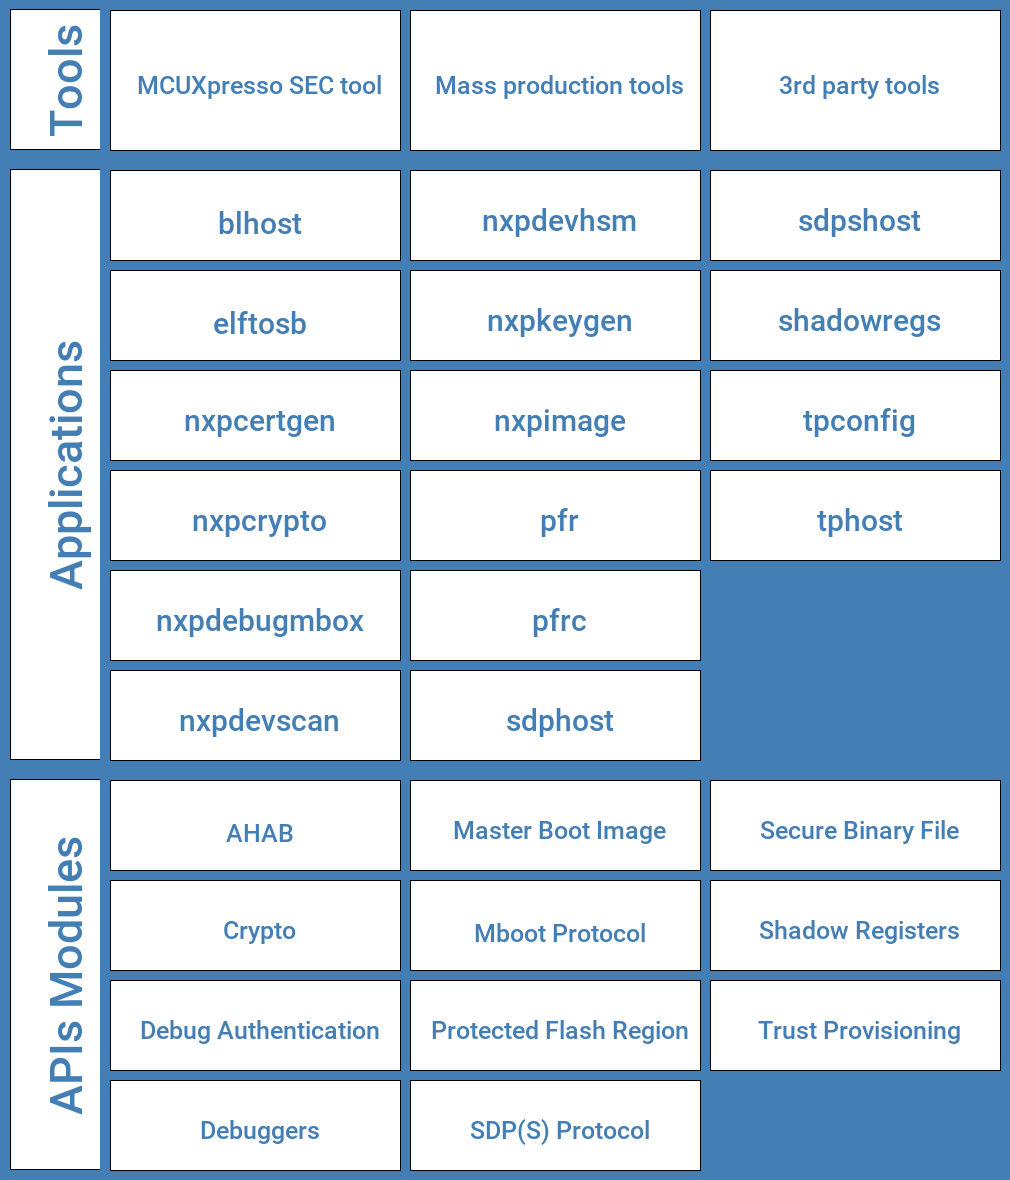 Tools
MCUXpresso SEC tool
Mass production tools
3rd party tools
Applications
blhost
nxpdevhsm
sdpshost
elftosb
nxpkeygen
shadowregs
nxpcertgen
nxpimage
tpconfig
nxpcrypto
pfr
tphost
nxpdebugmbox
pfrc
nxpdevscan
sdphost
APIs Modules
AHAB
Master Boot Image
Secure Binary File
Crypto
Mboot Protocol
Shadow Registers
Debug Authentication
Protected Flash Region
Trust Provisioning
Debuggers
SDP(S) Protocol